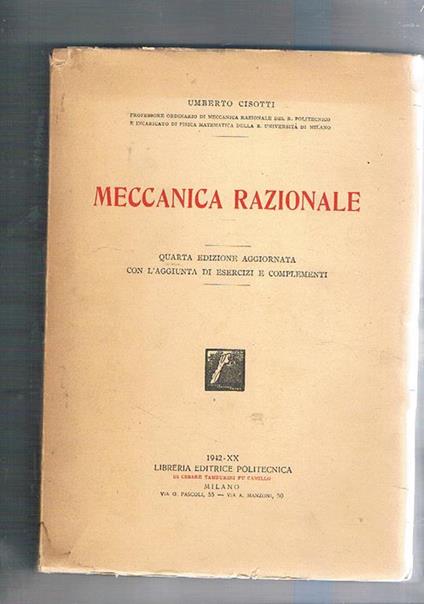 UMBERTO CISOTTI
PROFESSORE ORDINARIO DI MECCANICA RAZIONALE DEL R. POLITECNICO
E INCARICATO DI FISICA MATEMATICA DELLA R. UNIVERSITÀ DI MILANO
MECCANICA RAZIONALE
QUARTA EDIZIONE AGGIORNATA
CON L'AGGIUNTA DI ESERCIZI E COMPLEMENTI
1942-XX
LIBRERIA EDITRICE POLITECNICA
DI CESARE TAMBURINI FU CAMILLO
MILANO
VIA G. PASCOLI, 55 — VIA A. MANZONI, 50